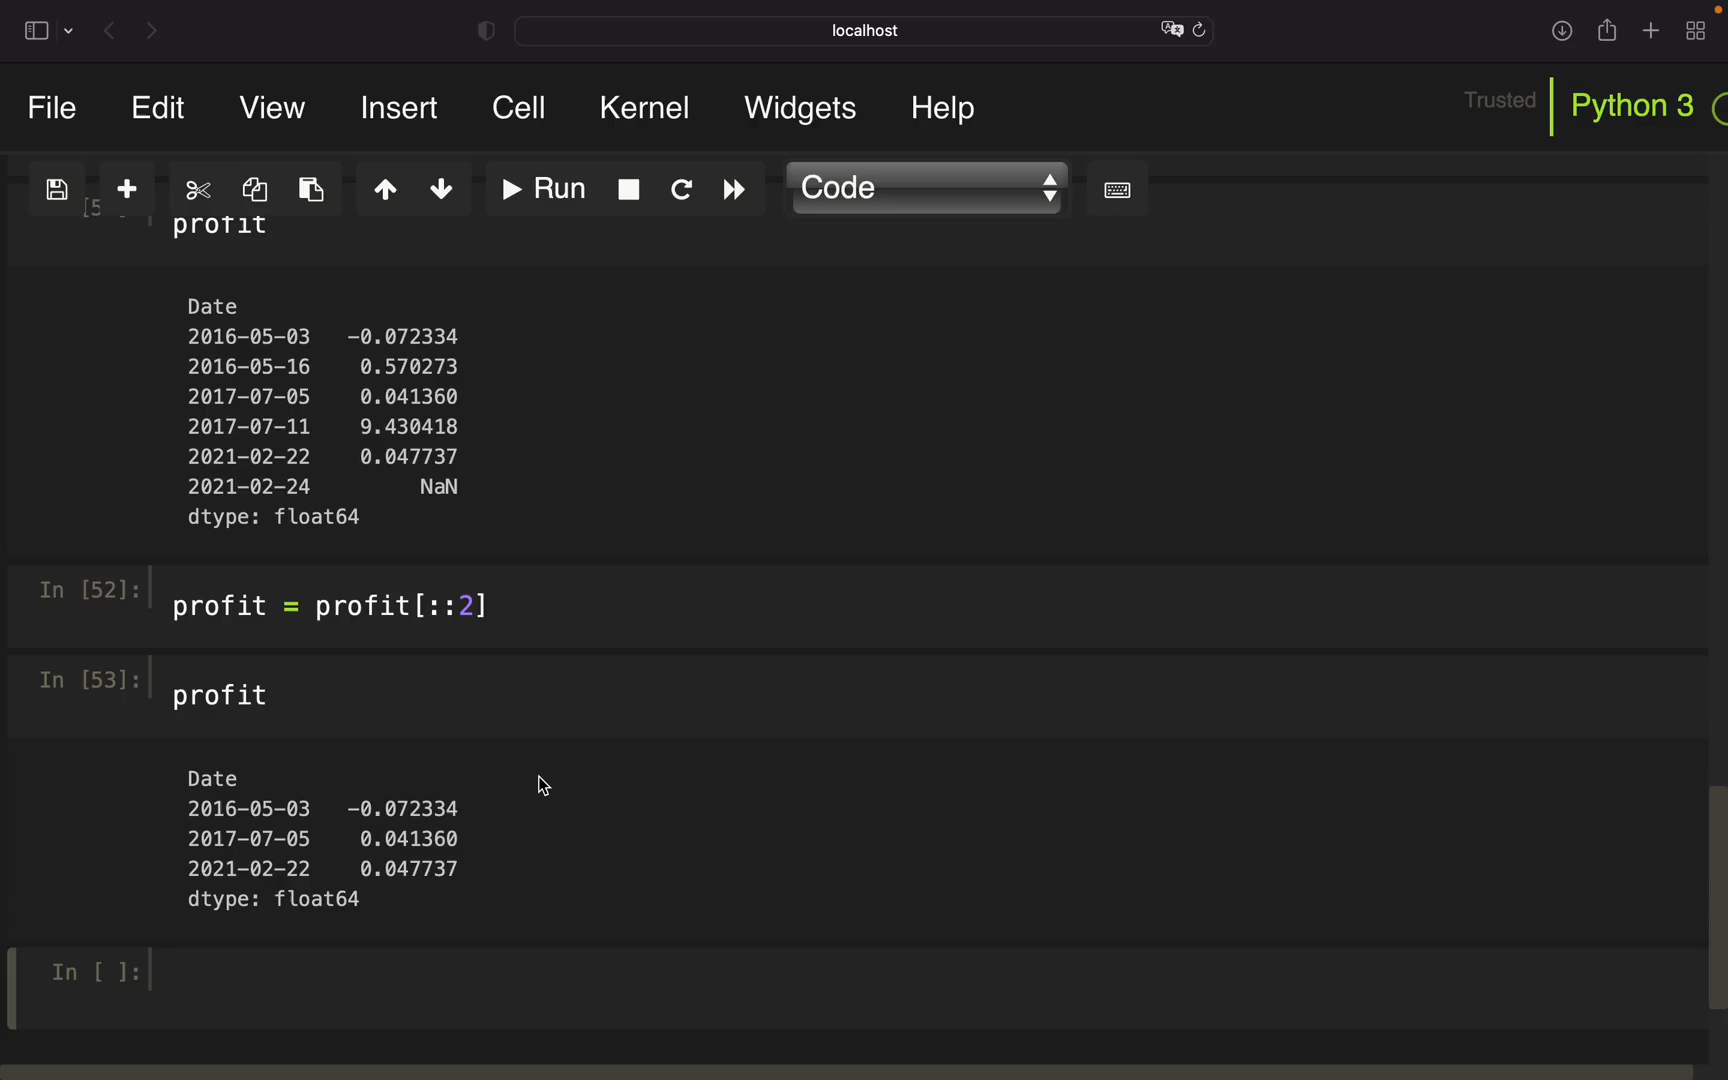 localhost
File Edit View Insert Cell Kernel Widgets Help Trusted Python 3
Run Code
profit
Date
2016-05-03 -0.072334
2016-05-16 0.570273
2017-07-05 0.041360
2017-07-11 9.430418
2021-02-22 0.047737
2021-02-24 NaN
dtype: float64
In [52]: profit = profit[::2]
In [53]: profit
Date
2016-05-03 -0.072334
2017-07-05 0.041360
2021-02-22 0.047737
dtype: float64
In [ ]: